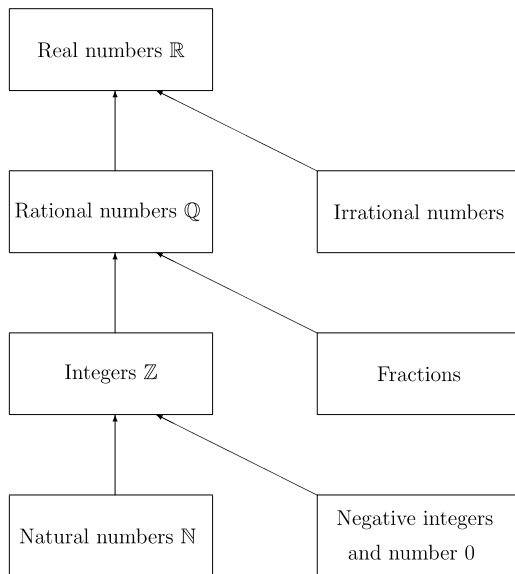 Real numbers ℝ
Rational numbers ℚ
Irrational numbers
Integers ℤ
Fractions
Natural numbers ℕ
Negative integers
and number 0